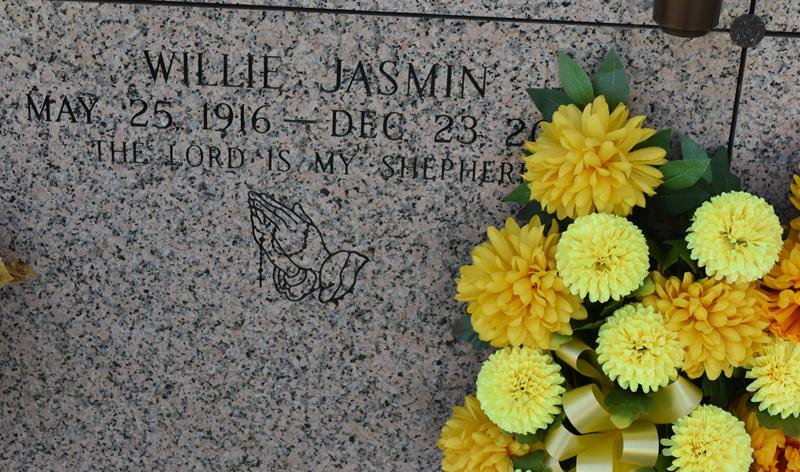 WILLIE JASMIN
MAY 25 1916 — DEC 23
THE LORD IS MY